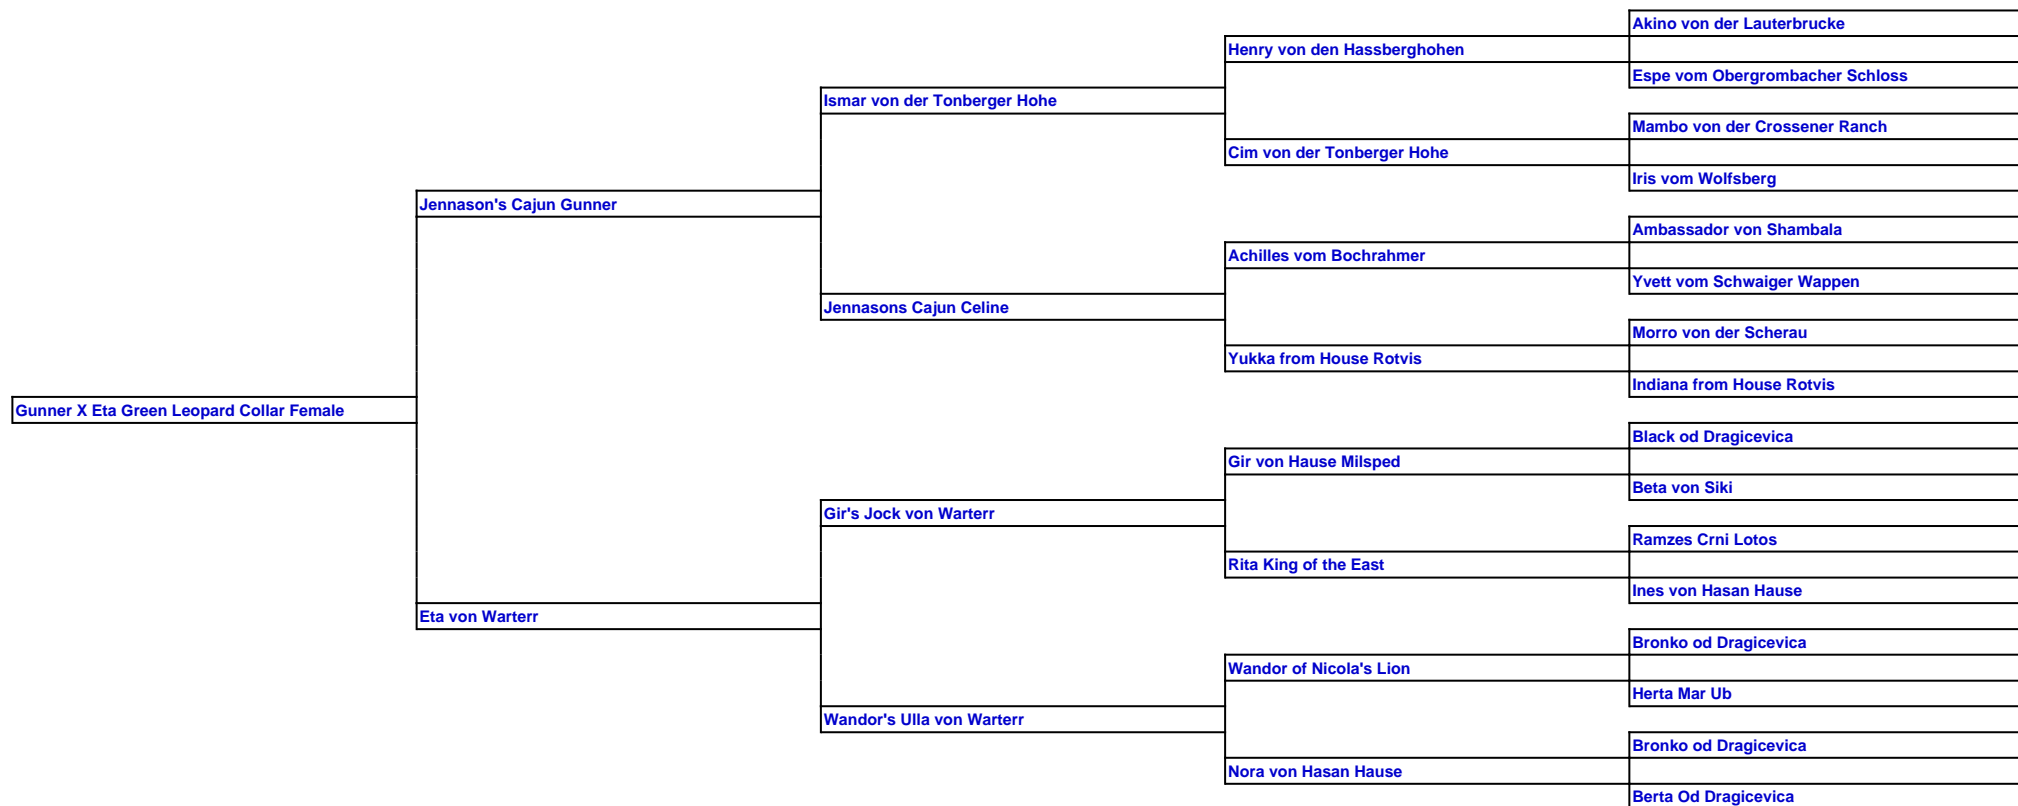 Akino von der Lauterbrucke
Henry von den Hassberghohen
Espe vom Obergrombacher Schloss
Ismar von der Tonberger Hohe
Mambo von der Crossener Ranch
Cim von der Tonberger Hohe
Iris vom Wolfsberg
Jennason's Cajun Gunner
Ambassador von Shambala
Achilles vom Bochrahmer
Yvett vom Schwaiger Wappen
Jennasons Cajun Celine
Morro von der Scherau
Yukka from House Rotvis
Indiana from House Rotvis
Gunner X Eta Green Leopard Collar Female
Black od Dragicevica
Gir von Hause Milsped
Beta von Siki
Gir's Jock von Warterr
Ramzes Crni Lotos
Rita King of the East
Ines von Hasan Hause
Eta von Warterr
Bronko od Dragicevica
Wandor of Nicola's Lion
Herta Mar Ub
Wandor's Ulla von Warterr
Bronko od Dragicevica
Nora von Hasan Hause
Berta Od Dragicevica